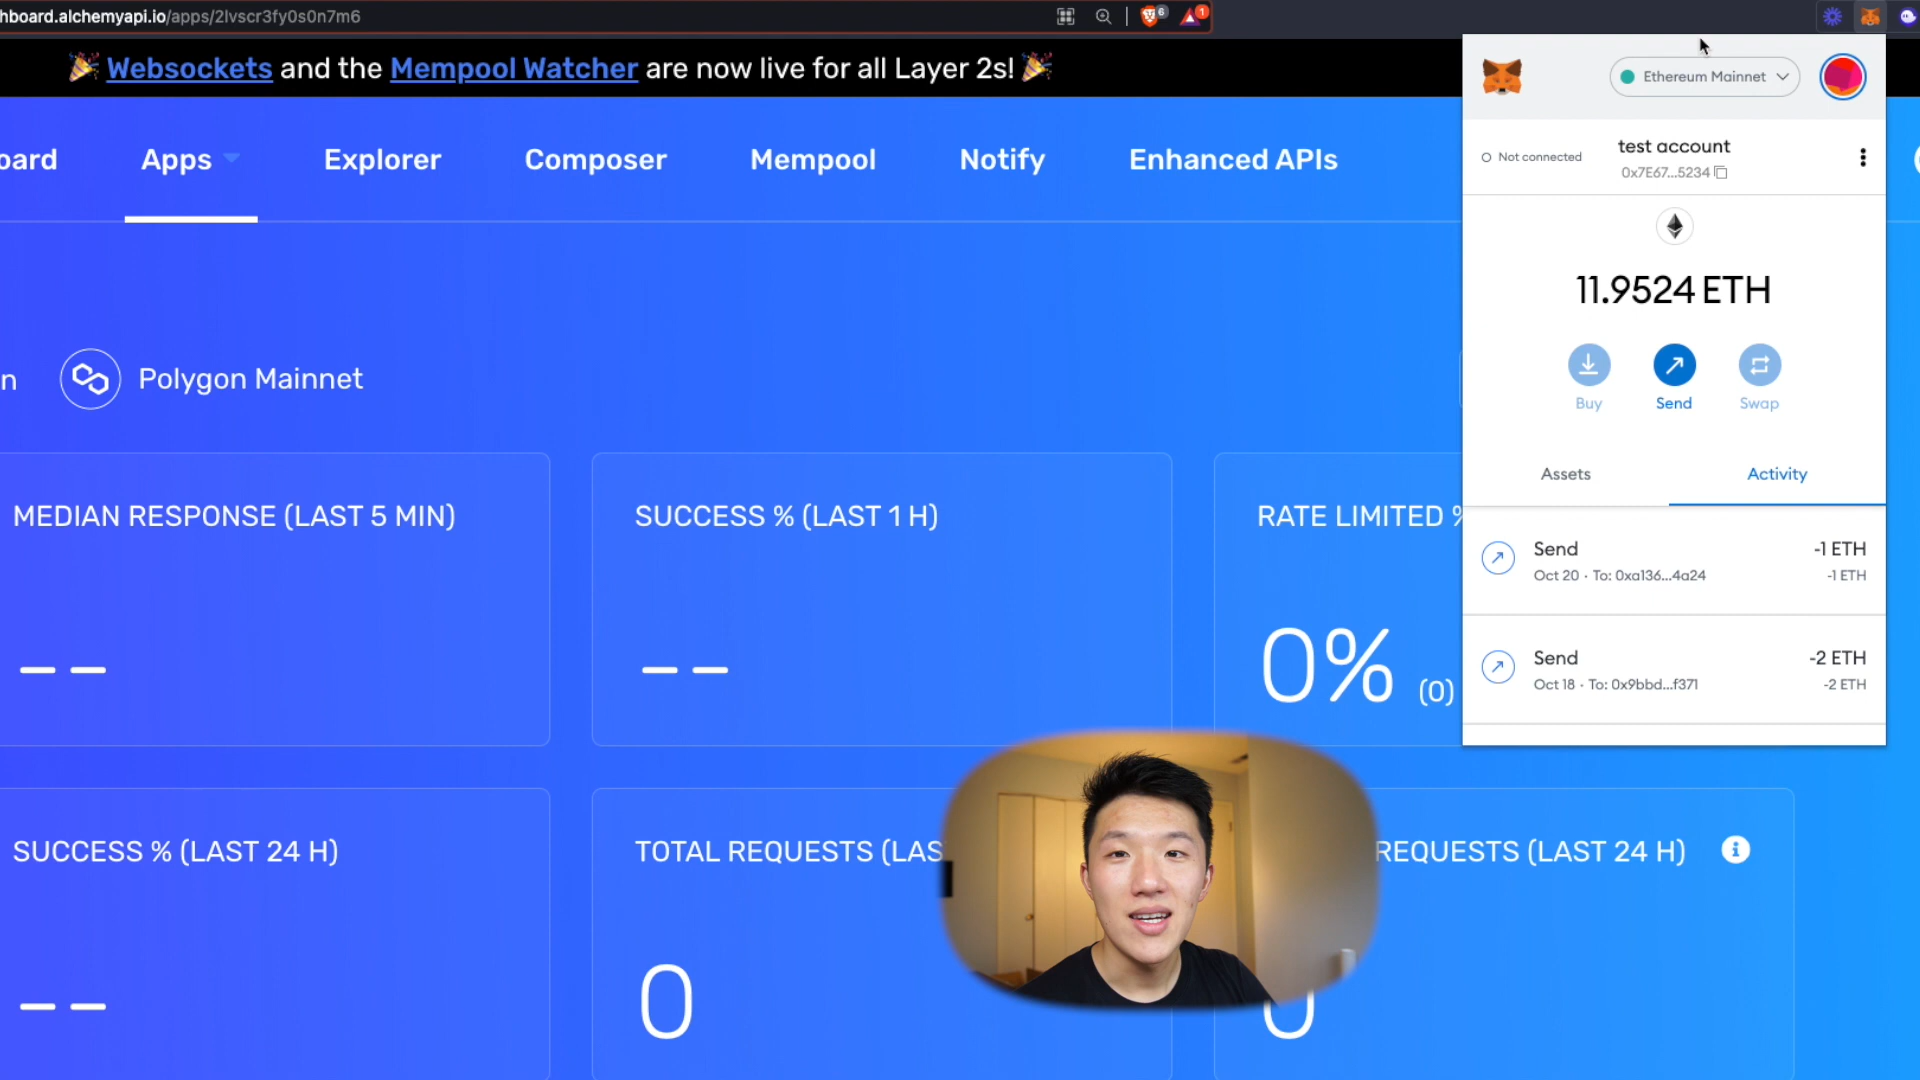 hboard.alchemyapi.io/apps/2lvscr3fy0s0n7m6
6
1
Websockets and the Mempool Watcher are now live for all Layer 2s!
oard
Apps
Explorer
Composer
Mempool
Notify
Enhanced APIs
n
Polygon Mainnet
MEDIAN RESPONSE (LAST 5 MIN)
SUCCESS % (LAST 1 H)
RATE LIMITED %
0% (0)
SUCCESS % (LAST 24 H)
TOTAL REQUESTS (LAS
REQUESTS (LAST 24 H)
0
0
Ethereum Mainnet
Not connected
test account
0x7E67...5234
11.9524 ETH
Buy
Send
Swap
Assets
Activity
Send
-1 ETH
Oct 20 · To: 0xa136...4a24
-1 ETH
Send
-2 ETH
Oct 18 · To: 0x9bbd...f371
-2 ETH